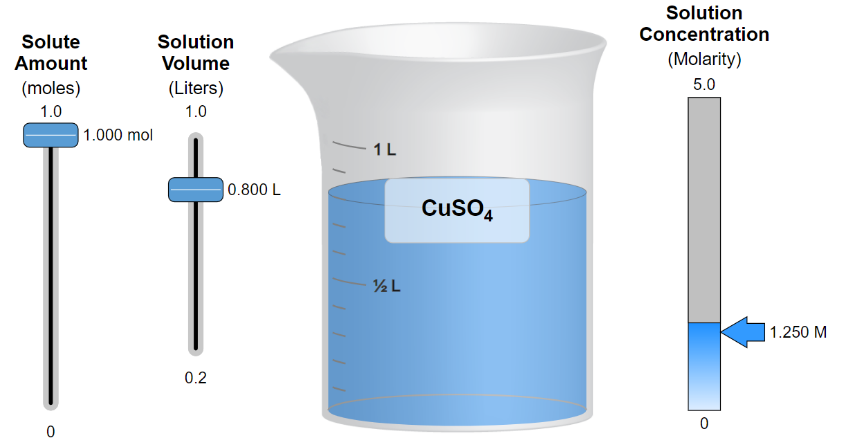 Solute
Amount
(moles)
1.0
1.000 mol
0
Solution
Volume
(Liters)
1.0
0.800 L
0.2
1 L
CuSO₄
½ L
Solution
Concentration
(Molarity)
5.0
1.250 M
0